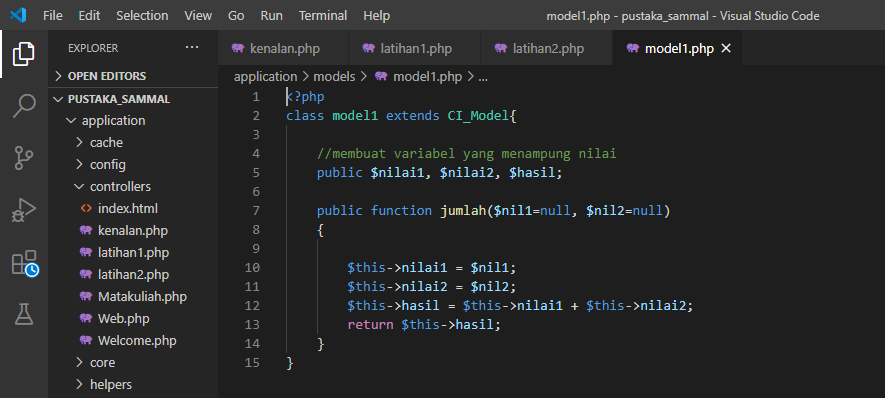 File Edit Selection View Go Run Terminal Help model1.php - pustaka_sammal - Visual Studio Code
EXPLORER ...
kenalan.php latihan1.php latihan2.php model1.php
OPEN EDITORS
PUSTAKA_SAMMAL
application
cache
config
controllers
index.html
kenalan.php
latihan1.php
latihan2.php
Matakuliah.php
Web.php
Welcome.php
core
helpers
application > models > model1.php > ...
1 <?php
2 class model1 extends CI_Model{
3
4 //membuat variabel yang menampung nilai
5 public $nilai1, $nilai2, $hasil;
6
7 public function jumlah($nil1=null, $nil2=null)
8 {
9
10 $this->nilai1 = $nil1;
11 $this->nilai2 = $nil2;
12 $this->hasil = $this->nilai1 + $this->nilai2;
13 return $this->hasil;
14 }
15 }